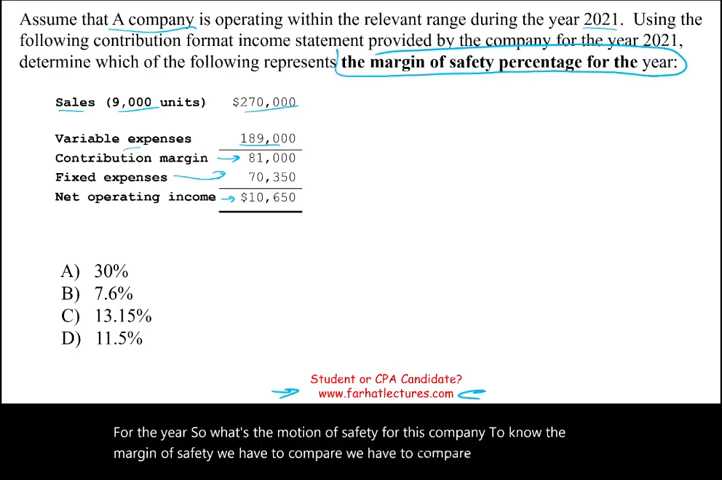 Assume that A company is operating within the relevant range during the year 2021. Using the
following contribution format income statement provided by the company for the year 2021,
determine which of the following represents the margin of safety percentage for the year:
Sales (9,000 units) $270,000
Variable expenses 189,000
Contribution margin 81,000
Fixed expenses 70,350
Net operating income $10,650
A) 30%
B) 7.6%
C) 13.15%
D) 11.5%
Student or CPA Candidate?
www.farhatlectures.com
For the year So what's the motion of safety for this company To know the
margin of safety we have to compare we have to compare